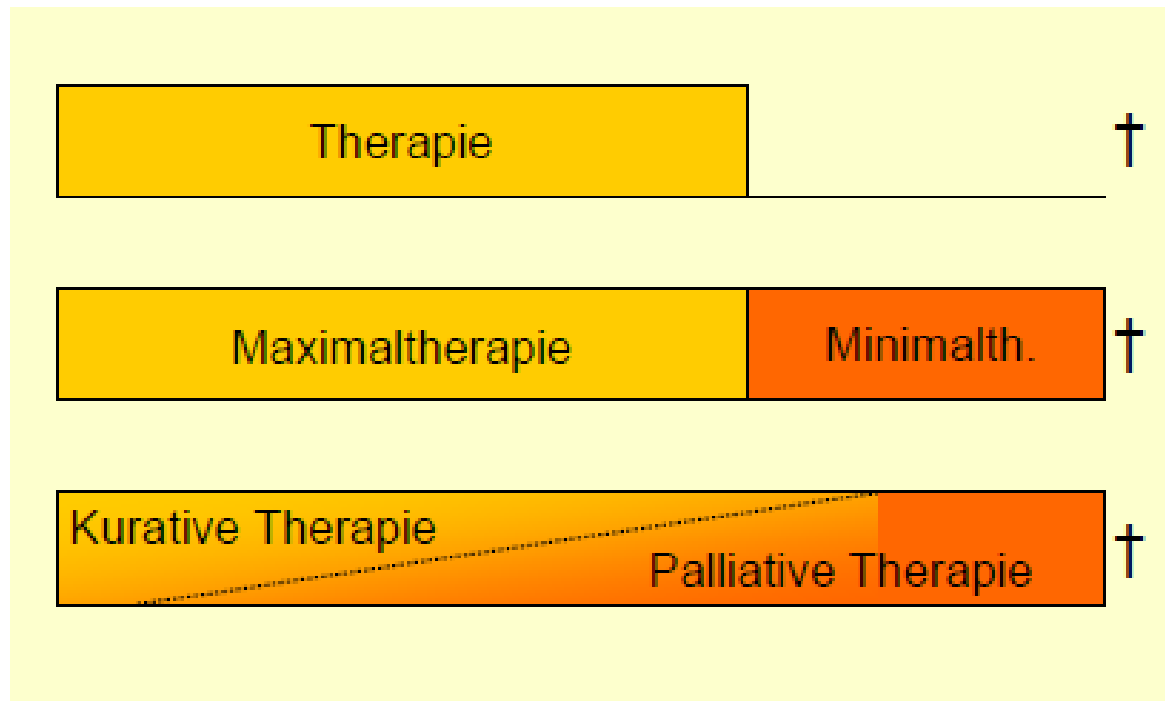 Therapie †
Maximaltherapie Minimalth. †
Kurative Therapie
Palliative Therapie †